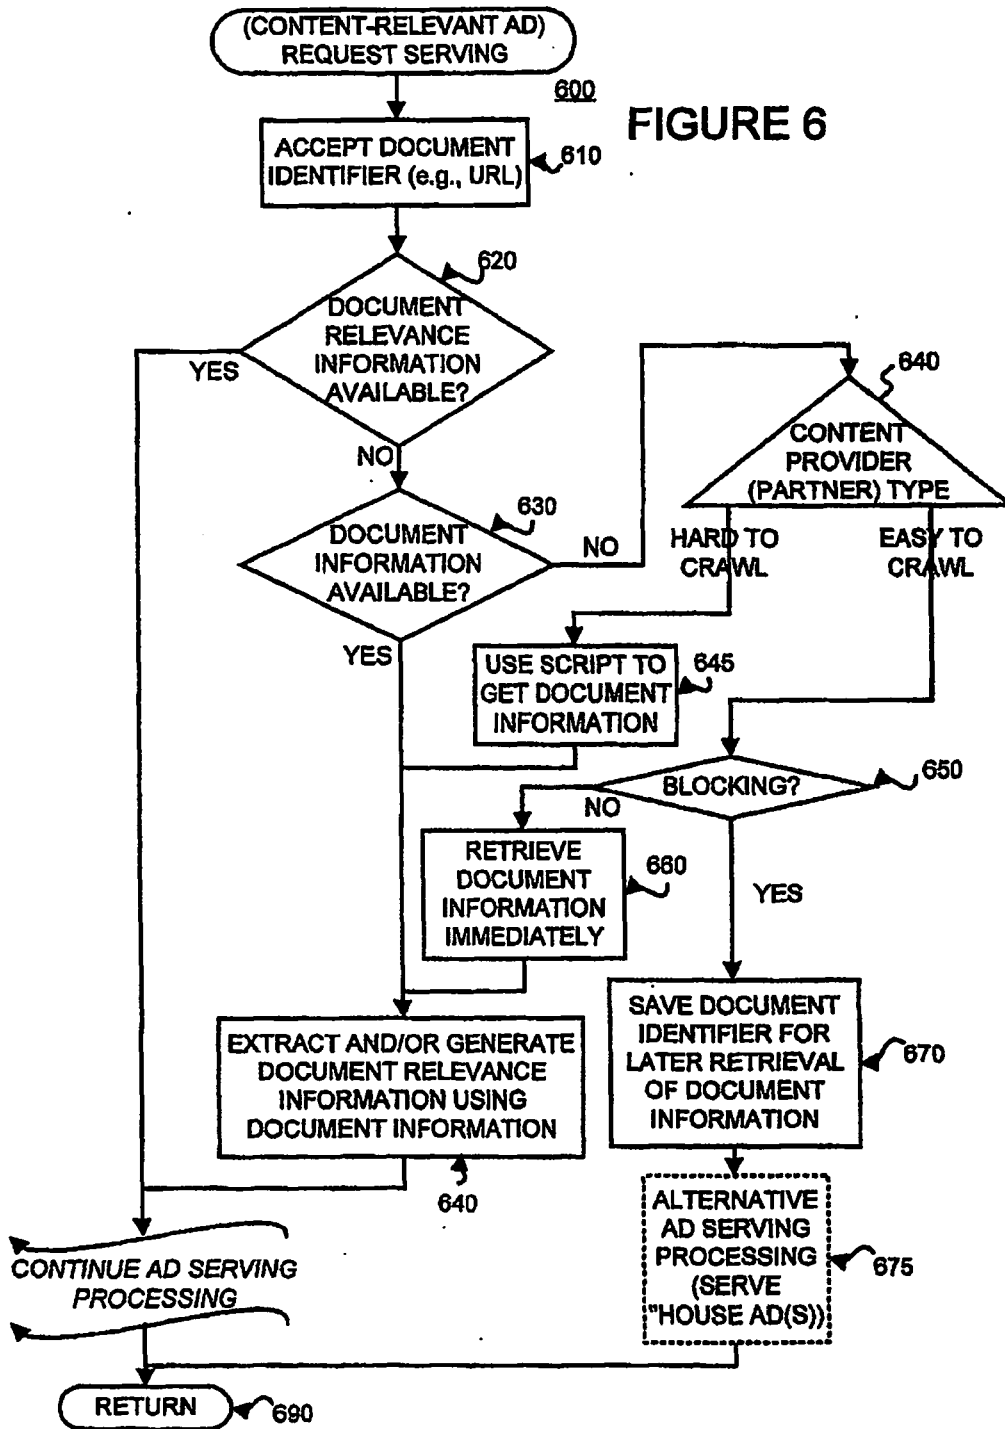 (CONTENT-RELEVANT AD)
REQUEST SERVING
600
FIGURE 6
ACCEPT DOCUMENT
IDENTIFIER (e.g., URL)
610
620
DOCUMENT
RELEVANCE
INFORMATION
AVAILABLE?
YES
NO
640
CONTENT
PROVIDER
(PARTNER) TYPE
630
DOCUMENT
INFORMATION
AVAILABLE?
NO
YES
HARD TO
CRAWL
EASY TO
CRAWL
USE SCRIPT TO
GET DOCUMENT
INFORMATION
645
BLOCKING?
650
NO
YES
RETRIEVE
DOCUMENT
INFORMATION
IMMEDIATELY
660
EXTRACT AND/OR GENERATE
DOCUMENT RELEVANCE
INFORMATION USING
DOCUMENT INFORMATION
640
SAVE DOCUMENT
IDENTIFIER FOR
LATER RETRIEVAL
OF DOCUMENT
INFORMATION
670
ALTERNATIVE
AD SERVING
PROCESSING
(SERVE
"HOUSE AD(S))
675
CONTINUE AD SERVING
PROCESSING
RETURN
690